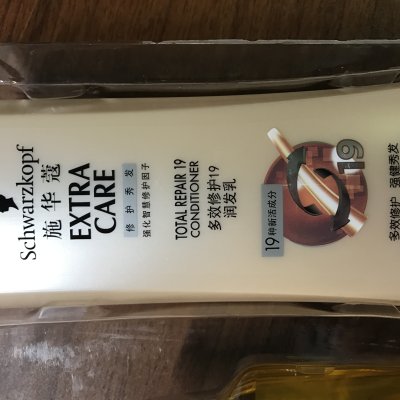 Schwarzkopf
施华蔻
EXTRA
CARE
修护秀发
强化智慧修护因子
TOTAL REPAIR 19
CONDITIONER
多效修护19
润发乳
19
19种新活成分
多效修护 强健秀发